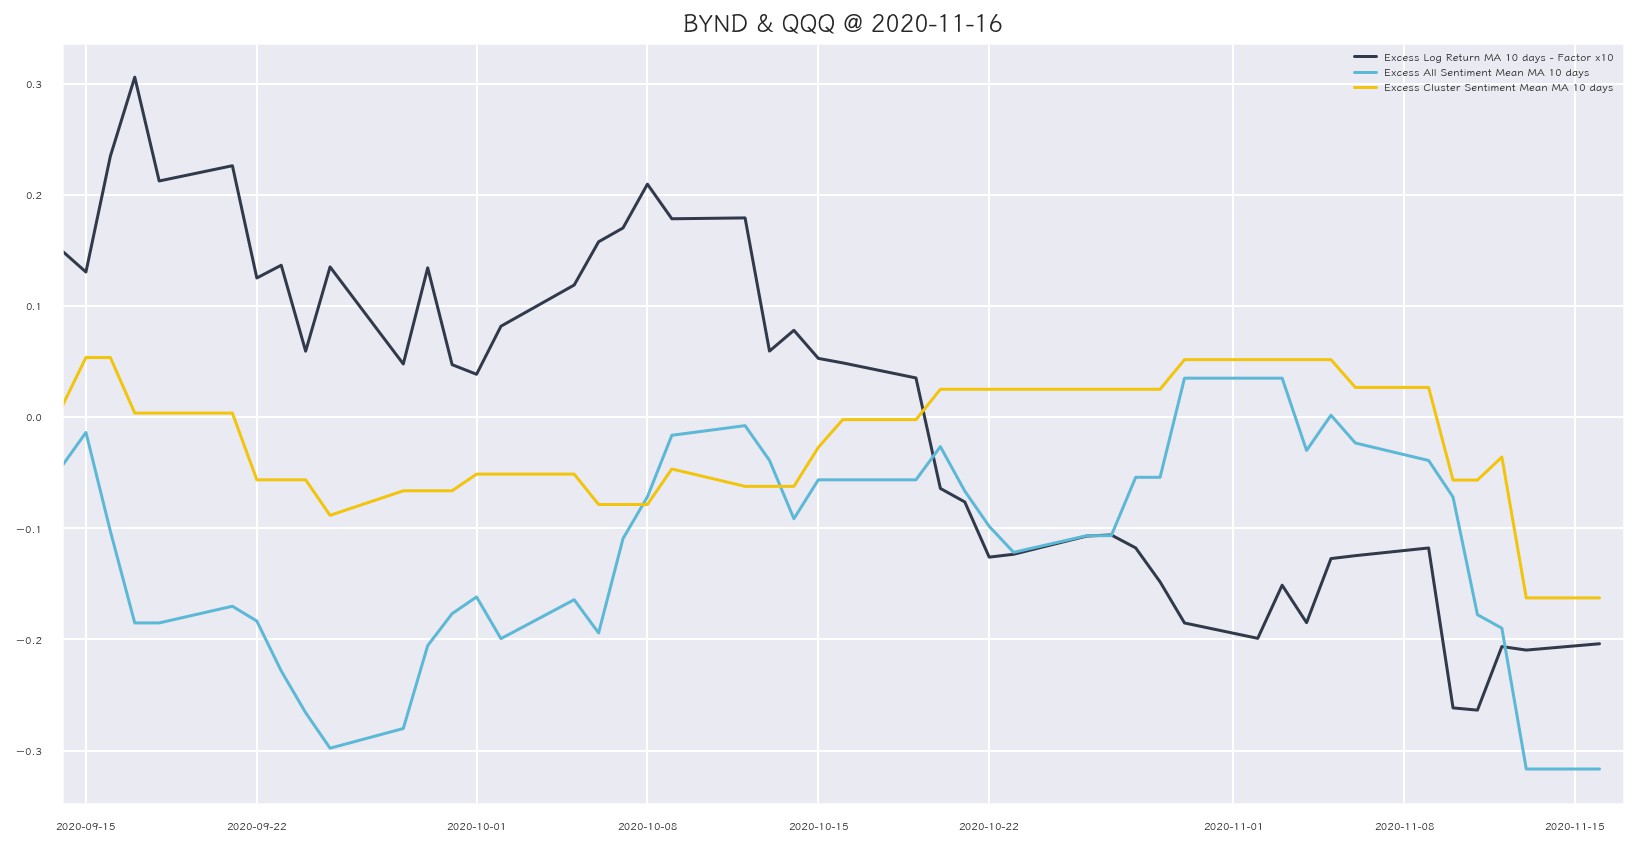 BYND & QQQ @ 2020-11-16
Excess Log Return MA 10 days - Factor x10
Excess All Sentiment Mean MA 10 days
Excess Cluster Sentiment Mean MA 10 days
0.3
0.2
0.1
0.0
−0.1
−0.2
−0.3
2020-09-15 2020-09-22 2020-10-01 2020-10-08 2020-10-15 2020-10-22 2020-11-01 2020-11-08 2020-11-15